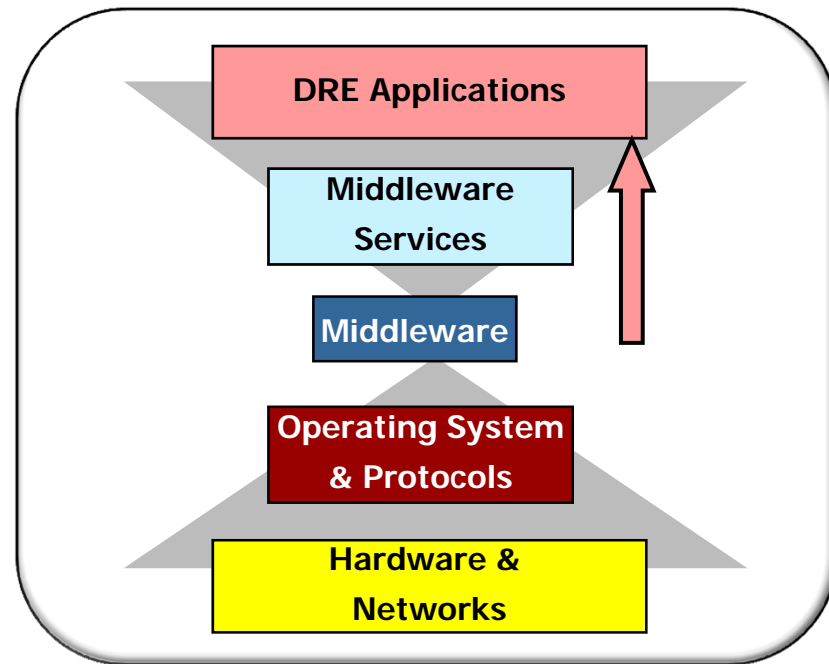 DRE Applications
Middleware
Services
Middleware
Operating System
& Protocols
Hardware &
Networks